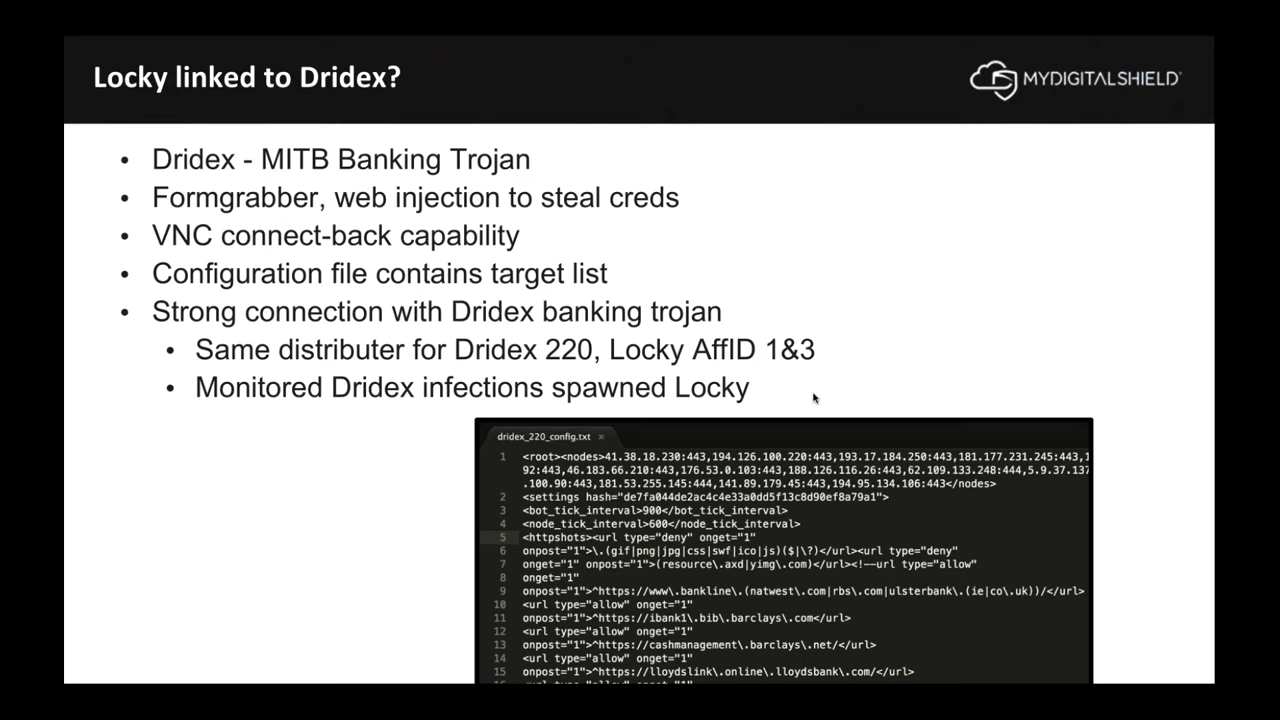 Locky linked to Dridex?
MYDIGITALSHIELD
• Dridex - MITB Banking Trojan
• Formgrabber, web injection to steal creds
• VNC connect-back capability
• Configuration file contains target list
• Strong connection with Dridex banking trojan
• Same distributer for Dridex 220, Locky AffID 1&3
• Monitored Dridex infections spawned Locky
dridex_220_config.txt ×
1 <root><nodes>41.38.18.230:443,194.126.100.220:443,193.17.184.250:443,181.177.231.245:443,1
92:443,46.183.66.210:443,176.53.0.103:443,188.126.116.26:443,62.109.133.248:444,5.9.37.137
.100.90:443,181.53.255.145:444,141.89.179.45:443,194.95.134.106:443</nodes>
2 <settings hash="de7fa044de2ac4c4e33a0dd5f13c8d90ef8a79a1">
3 <bot_tick_interval>900</bot_tick_interval>
4 <node_tick_interval>600</node_tick_interval>
5 <httpshots><url type="deny" onget="1"
6 onpost="1">\.(gif|png|jpg|css|swf|ico|js)($|\?)</url><url type="deny"
7 onget="1" onpost="1">(resource\.axd|yimg\.com)</url><!--url type="allow"
8 onget="1"
9 onpost="1">^https://www\.bankline\.(natwest\.com|rbs\.com|ulsterbank\.(ie|co\.uk))/</url>
10 <url type="allow" onget="1"
11 onpost="1">^https://ibank1\.bib\.barclays\.com</url>
12 <url type="allow" onget="1"
13 onpost="1">^https://cashmanagement\.barclays\.net/</url>
14 <url type="allow" onget="1"
15 onpost="1">^https://lloydslink\.online\.lloydsbank\.com/</url>